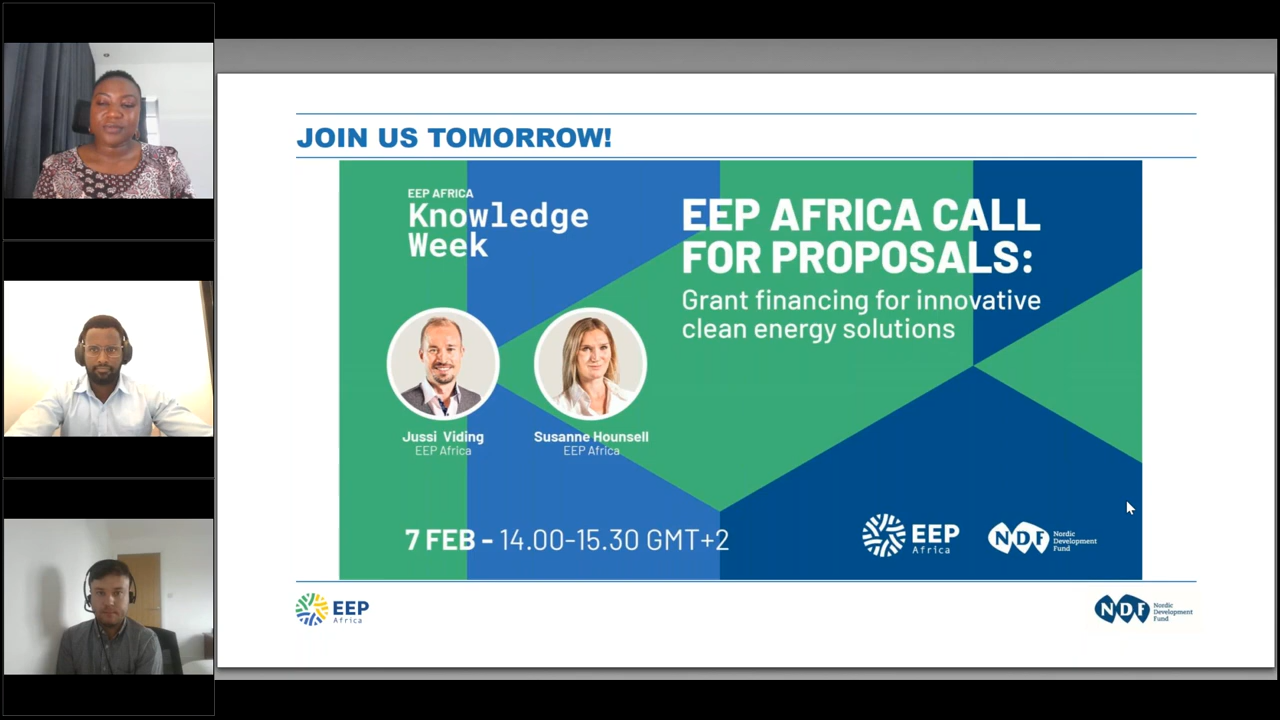 JOIN US TOMORROW!
EEP AFRICA
Knowledge
Week
EEP AFRICA CALL
FOR PROPOSALS:
Grant financing for innovative
clean energy solutions
Jussi Viding
EEP Africa
Susanne Hounsell
EEP Africa
7 FEB - 14.00-15.30 GMT+2
EEP
Africa
NDF
Nordic
Development
Fund
EEP
Africa
NDF
Nordic
Development
Fund